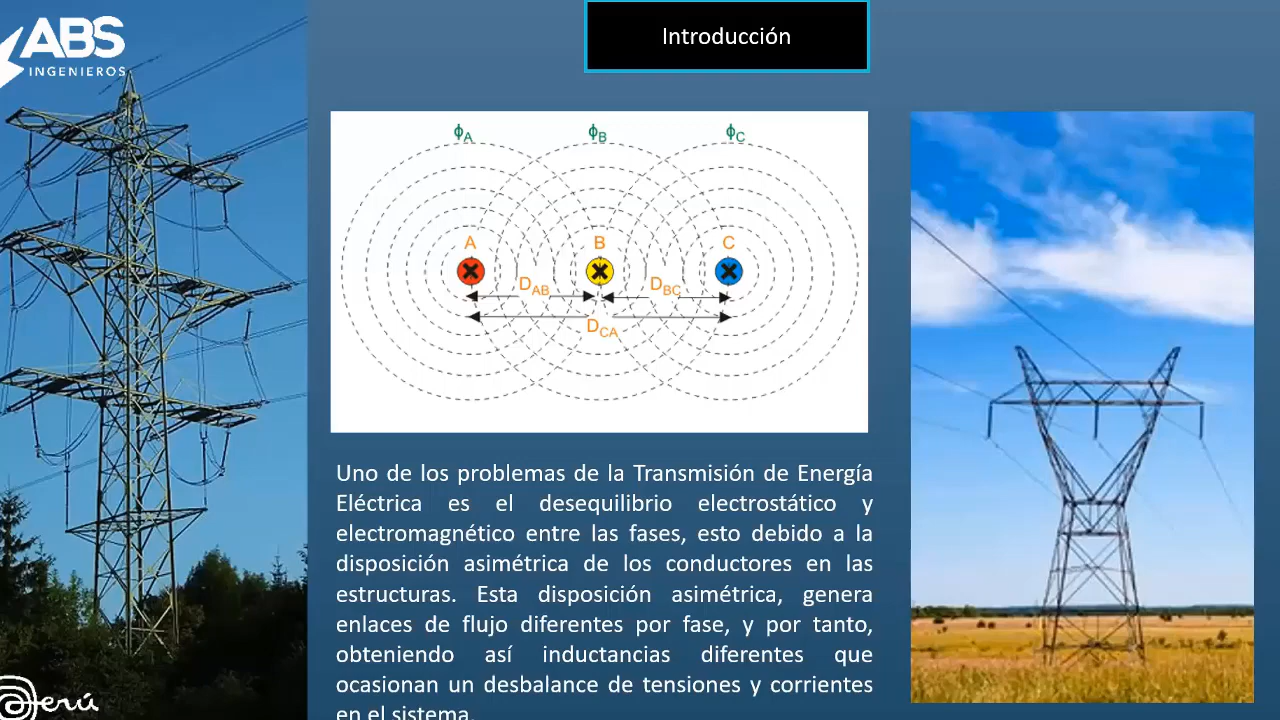 ABS
INGENIEROS
Introducción
ϕA ϕB ϕC
A B C
DAB DBC
DCA
Uno de los problemas de la Transmisión de Energía
Eléctrica es el desequilibrio electrostático y
electromagnético entre las fases, esto debido a la
disposición asimétrica de los conductores en las
estructuras. Esta disposición asimétrica, genera
enlaces de flujo diferentes por fase, y por tanto,
obteniendo así inductancias diferentes que
ocasionan un desbalance de tensiones y corrientes
en el sistema.
Perú